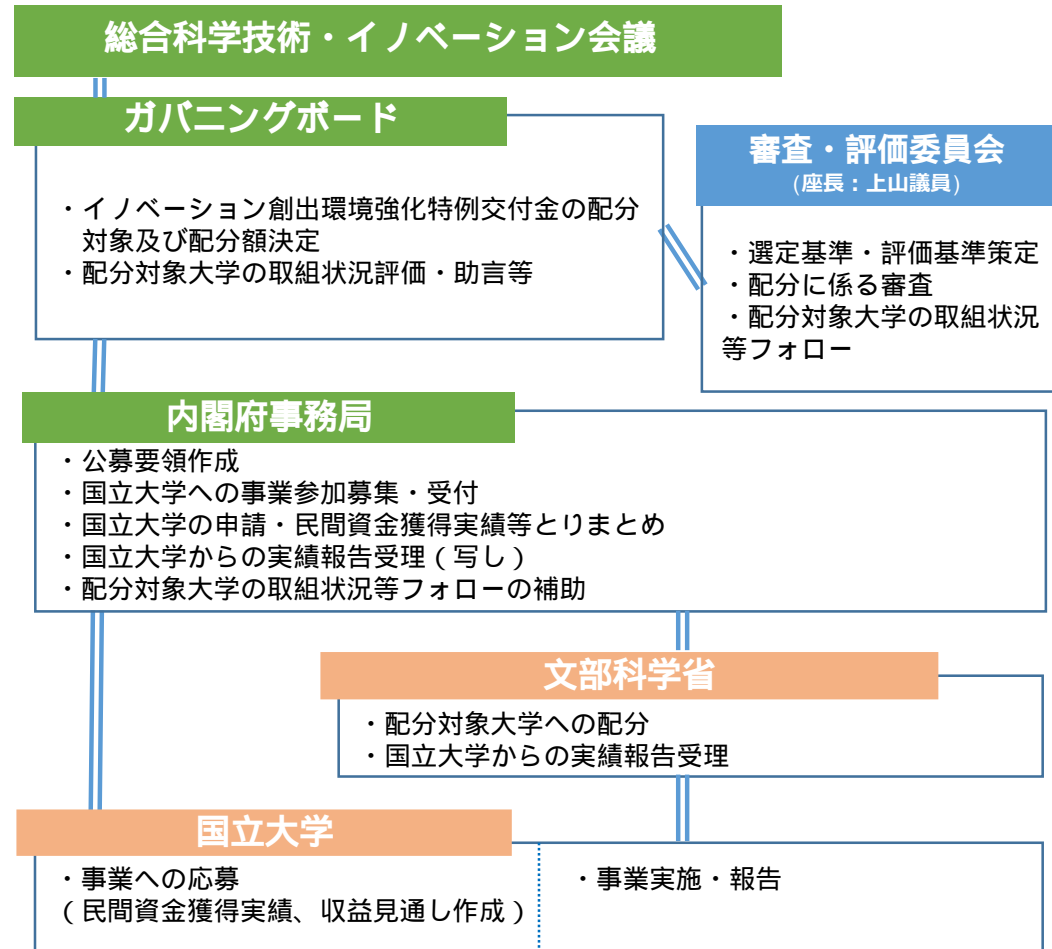 総合科学技術・イノベーション会議
ガバニングボード
・イノベーション創出環境強化特例交付金の配分
対象及び配分額決定
・配分対象大学の取組状況評価・助言等
審査・評価委員会
(座長：上山議員)
・選定基準・評価基準策定
・配分に係る審査
・配分対象大学の取組状況
等フォロー
内閣府事務局
・公募要領作成
・国立大学への事業参加募集・受付
・国立大学の申請・民間資金獲得実績等とりまとめ
・国立大学からの実績報告受理（写し）
・配分対象大学の取組状況等フォローの補助
文部科学省
・配分対象大学への配分
・国立大学からの実績報告受理
国立大学
・事業への応募
（民間資金獲得実績、収益見通し作成）
・事業実施・報告